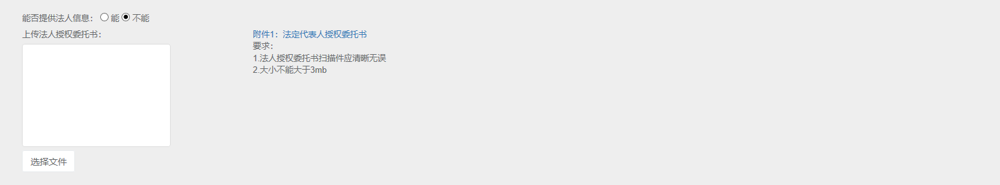 能否提供法人信息： 能 不能
上传法人授权委托书：
附件1：法定代表人授权委托书
要求：
1.法人授权委托书扫描件应清晰无误
2.大小不能大于3mb
选择文件